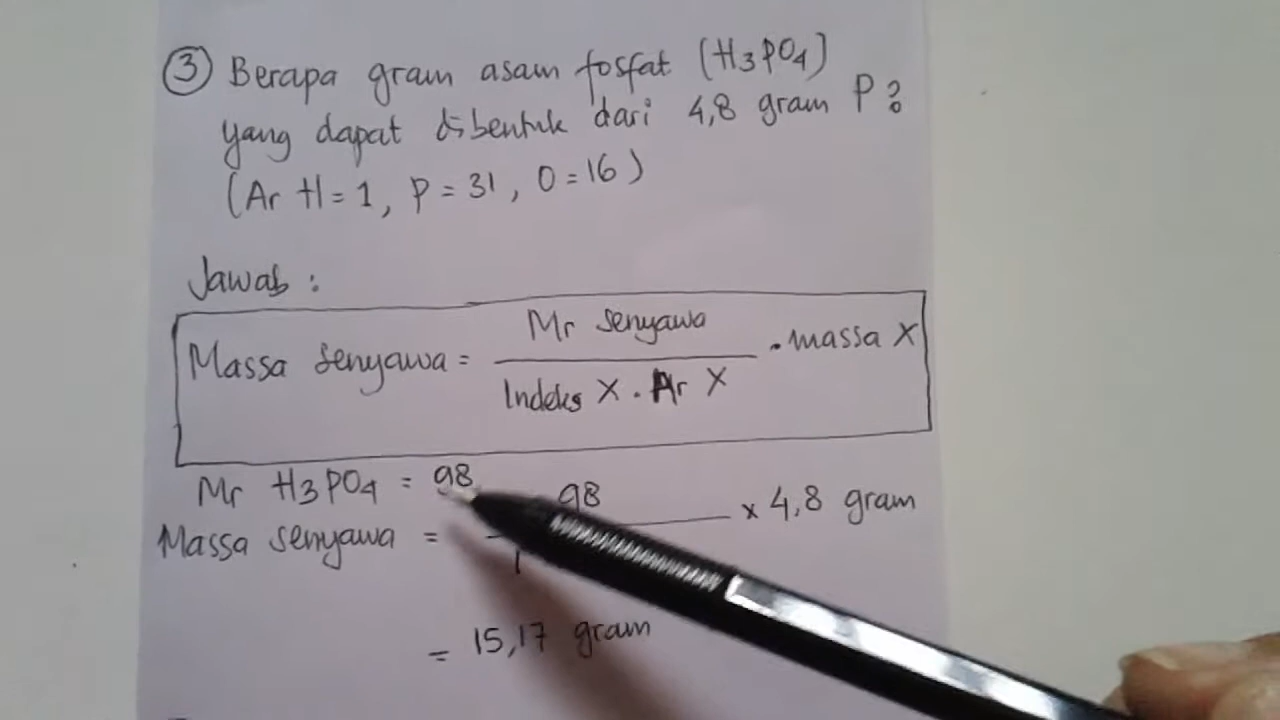 ③ Berapa gram asam fosfat (H3PO4)
yang dapat dibentuk dari 4,8 gram P?
(Ar H = 1, P = 31, O = 16)
Jawab :
Massa senyawa = Mr senyawa / Indeks X . Ar X . massa X
Mr H3PO4 = 98
Massa senyawa = 98 / 1 x 4,8 gram
= 15,17 gram